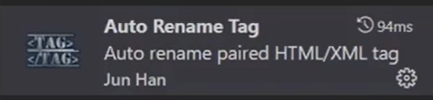 <TAG>
</TAG>
Auto Rename Tag 94ms
Auto rename paired HTML/XML tag
Jun Han